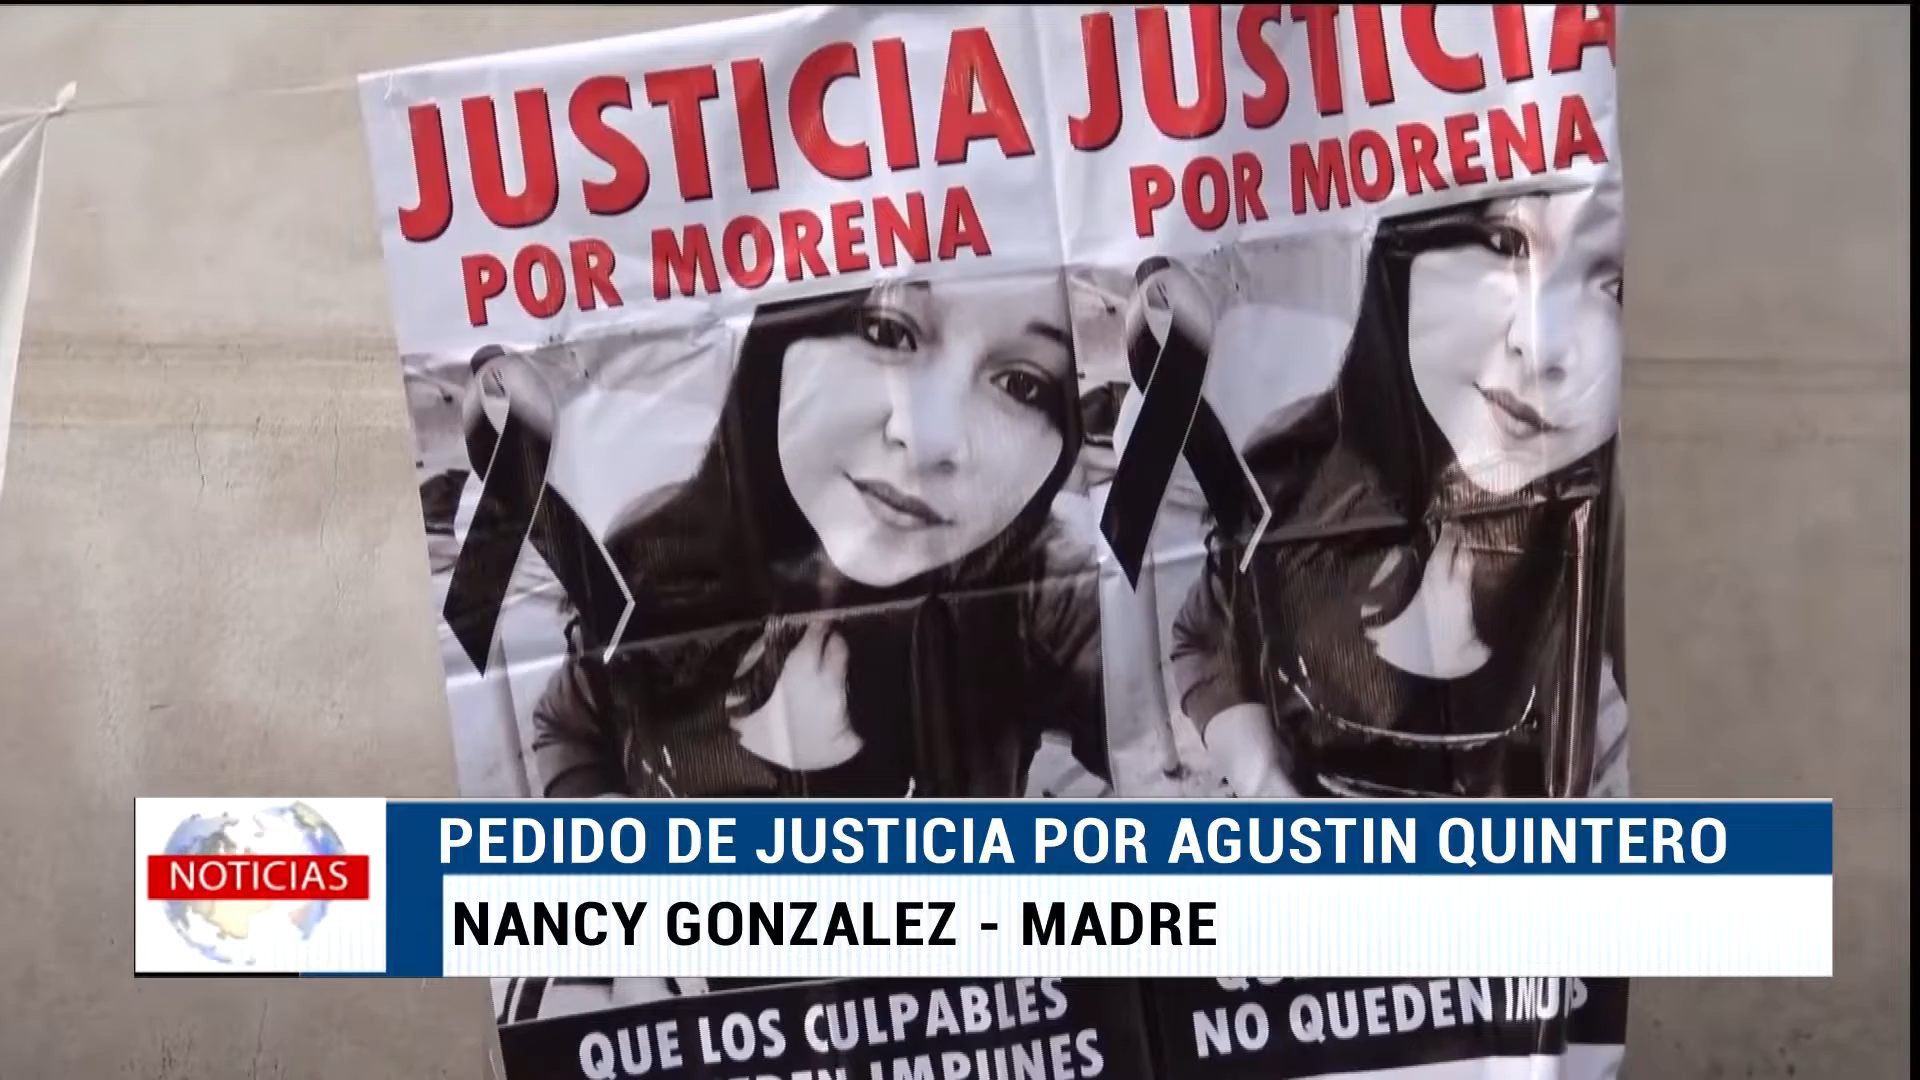 JUSTICIA
POR MORENA
JUSTICIA
POR MORENA
NOTICIAS
PEDIDO DE JUSTICIA POR AGUSTIN QUINTERO
NANCY GONZALEZ - MADRE
QUE LOS CULPABLES
IMPUNES
NO QUEDEN